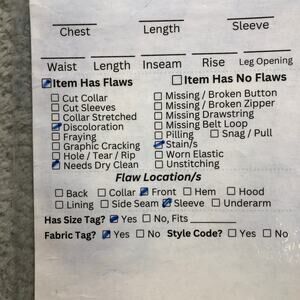 Chest Length Sleeve
Waist Length Inseam Rise Leg Opening
Item Has Flaws Item Has No Flaws
Cut Collar Missing / Broken Button
Cut Sleeves Missing / Broken Zipper
Collar Stretched Missing Drawstring
Discoloration Missing Belt Loop
Fraying Pilling Snag / Pull
Graphic Cracking Stain/s
Hole / Tear / Rip Worn Elastic
Needs Dry Clean Unstitching
Flaw Location/s
Back Collar Front Hem Hood
Lining Side Seam Sleeve Underarm
Has Size Tag? Yes No, Fits
Fabric Tag? Yes No Style Code? Yes No